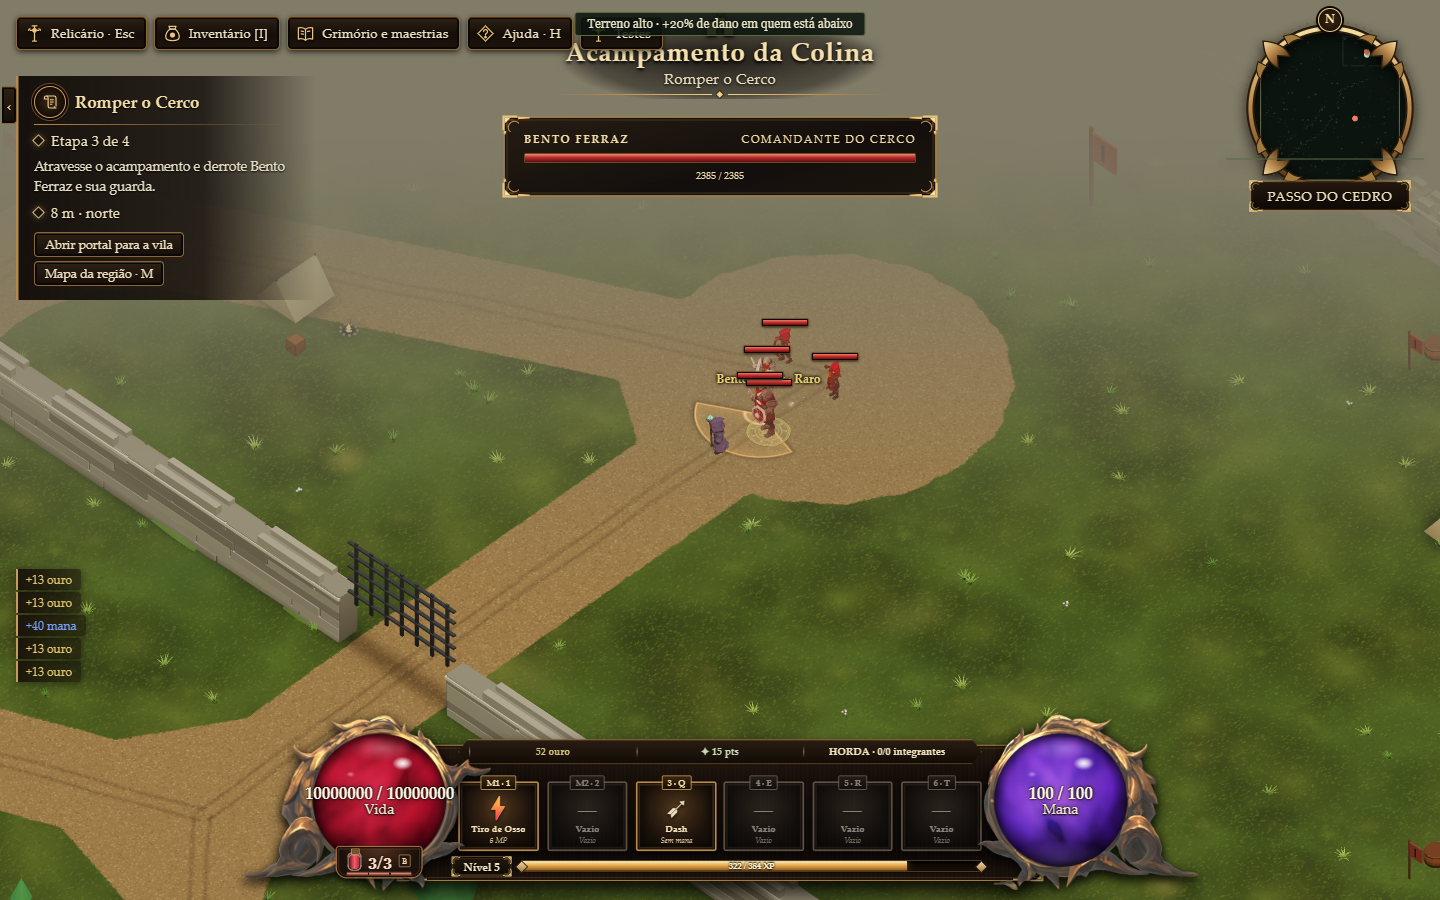 Relicário · Esc
Inventário [I]
Grimório e maestrias
Ajuda · H
Testes
Terreno alto · +20% de dano em quem está abaixo
Acampamento da Colina
Romper o Cerco
N
PASSO DO CEDRO
BENTO FERRAZ
COMANDANTE DO CERCO
2385 / 2385
Romper o Cerco
Etapa 3 de 4
Atravesse o acampamento e derrote Bento
Ferraz e sua guarda.
8 m · norte
Abrir portal para a vila
Mapa da região · M
Raro
+13 ouro
+13 ouro
+40 mana
+13 ouro
+13 ouro
52 ouro
15 pts
HORDA · 0/0 integrantes
10000000 / 10000000
Vida
3/3
B
M1 · 1
Tiro de Osso
6 MP
M2 · 2
Vazio
Vazio
3 · Q
Dash
Sem mana
4 · E
Vazio
Vazio
5 · R
Vazio
Vazio
6 · T
Vazio
Vazio
100 / 100
Mana
Nível 5
322 / 364 XP